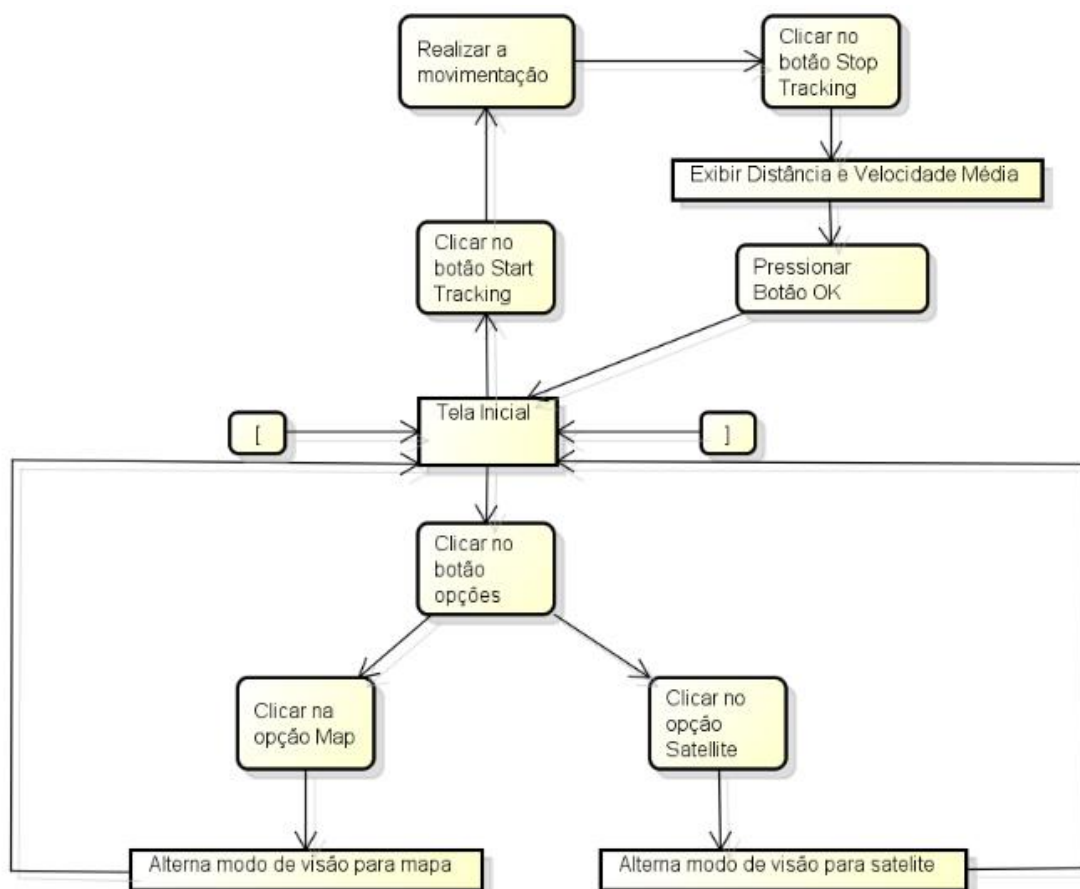 Realizar a
movimentação
Clicar no
botão Stop
Tracking
Exibir Distância e Velocidade Média
Clicar no
botão Start
Tracking
Pressionar
Botão OK
Tela Inicial
[
]
Clicar no
botão
opções
Clicar na
opção Map
Clicar no
opção
Satellite
Alterna modo de visão para mapa
Alterna modo de visão para satelite